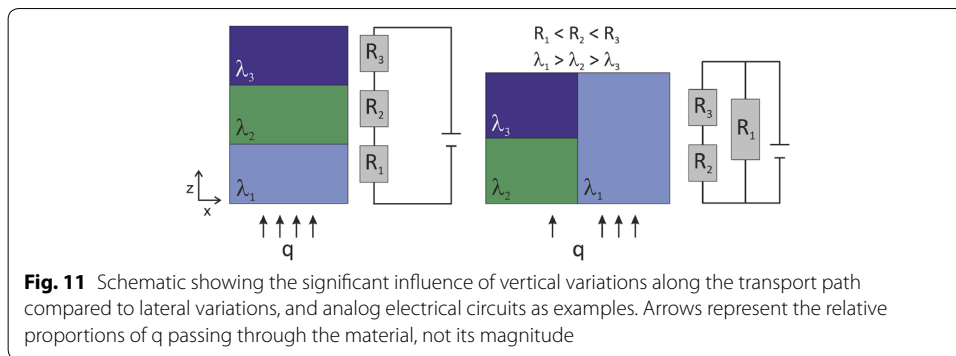 R₁ < R₂ < R₃
λ₁ > λ₂ > λ₃
λ₃
λ₂
λ₁
R₃
R₂
R₁
z
x
q
λ₃
λ₂
λ₁
R₃
R₂
R₁
q
Fig. 11 Schematic showing the significant influence of vertical variations along the transport path
compared to lateral variations, and analog electrical circuits as examples. Arrows represent the relative
proportions of q passing through the material, not its magnitude